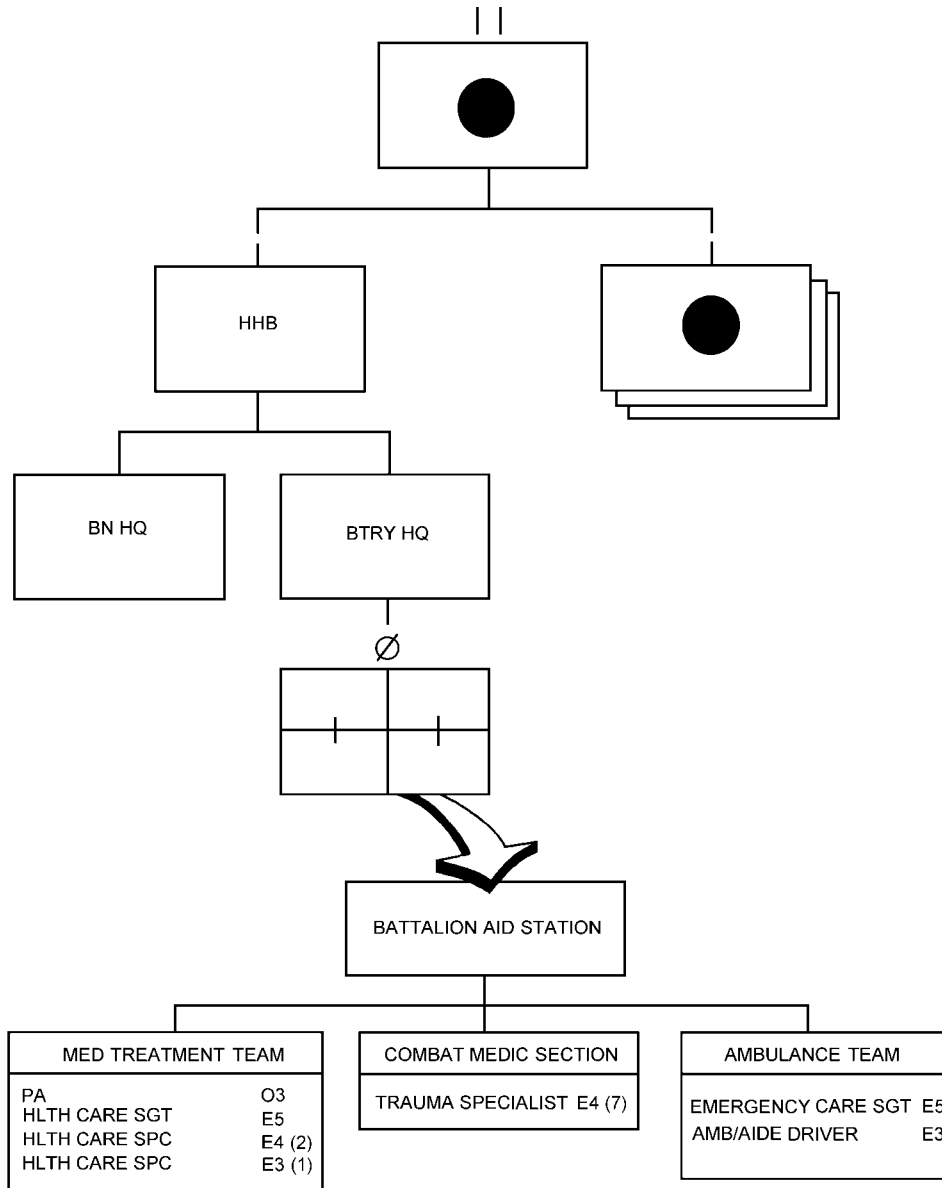 HHB
BN HQ
BTRY HQ
BATTALION AID STATION
MED TREATMENT TEAM
PA O3
HLTH CARE SGT E5
HLTH CARE SPC E4 (2)
HLTH CARE SPC E3 (1)
COMBAT MEDIC SECTION
TRAUMA SPECIALIST E4 (7)
AMBULANCE TEAM
EMERGENCY CARE SGT E5
AMB/AIDE DRIVER E3